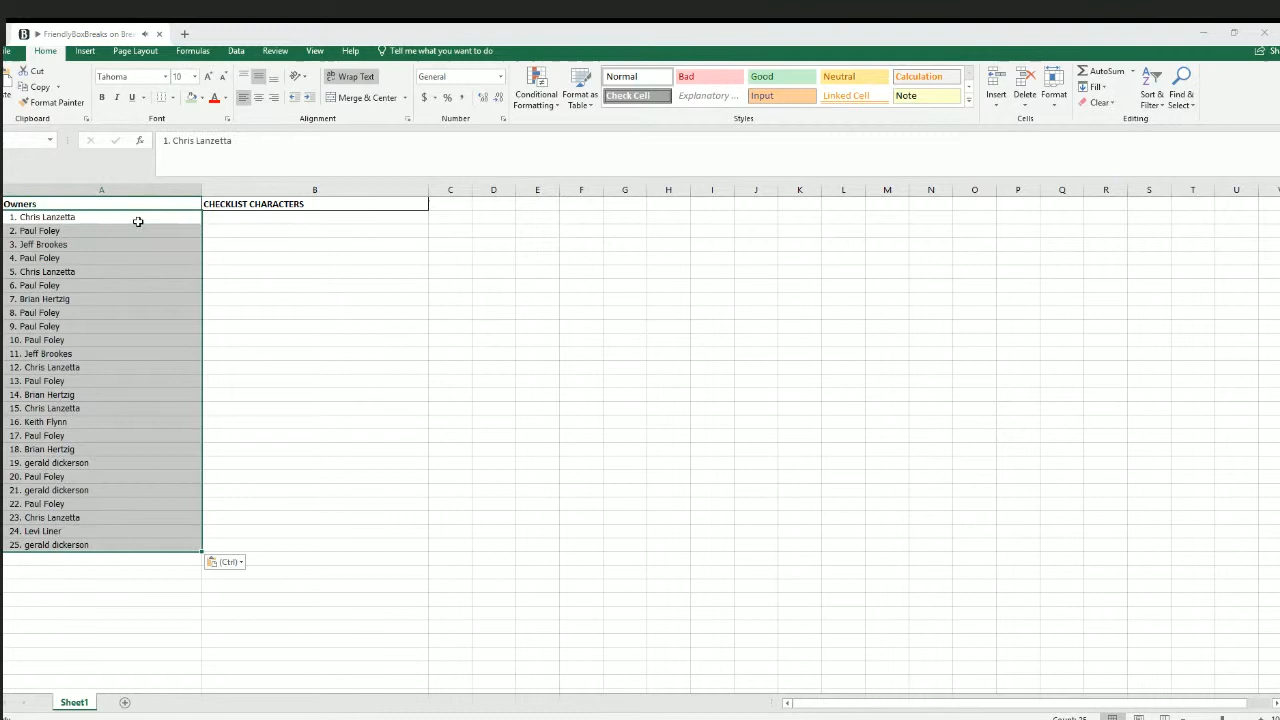 FriendlyBoxBreaks on Bre
Home Insert Page Layout Formulas Data Review View Help Tell me what you want to do
Cut
Copy
Format Painter
Clipboard
Tahoma 10
B I U
Font
Wrap Text
Merge & Center
Alignment
General
$ % ,
Number
Conditional Formatting
Format as Table
Normal Bad Good Neutral Calculation
Check Cell Explanatory ... Input Linked Cell Note
Styles
Insert Delete Format
Cells
AutoSum
Fill
Clear
Sort & Filter
Find & Select
Editing
fx 1. Chris Lanzetta
A B C D E F G H I J K L M N O P Q R S T U
Owners CHECKLIST CHARACTERS
1. Chris Lanzetta
2. Paul Foley
3. Jeff Brookes
4. Paul Foley
5. Chris Lanzetta
6. Paul Foley
7. Brian Hertzig
8. Paul Foley
9. Paul Foley
10. Paul Foley
11. Jeff Brookes
12. Chris Lanzetta
13. Paul Foley
14. Brian Hertzig
15. Chris Lanzetta
16. Keith Flynn
17. Paul Foley
18. Brian Hertzig
19. gerald dickerson
20. Paul Foley
21. gerald dickerson
22. Paul Foley
23. Chris Lanzetta
24. Levi Liner
25. gerald dickerson
(Ctrl)
Sheet1